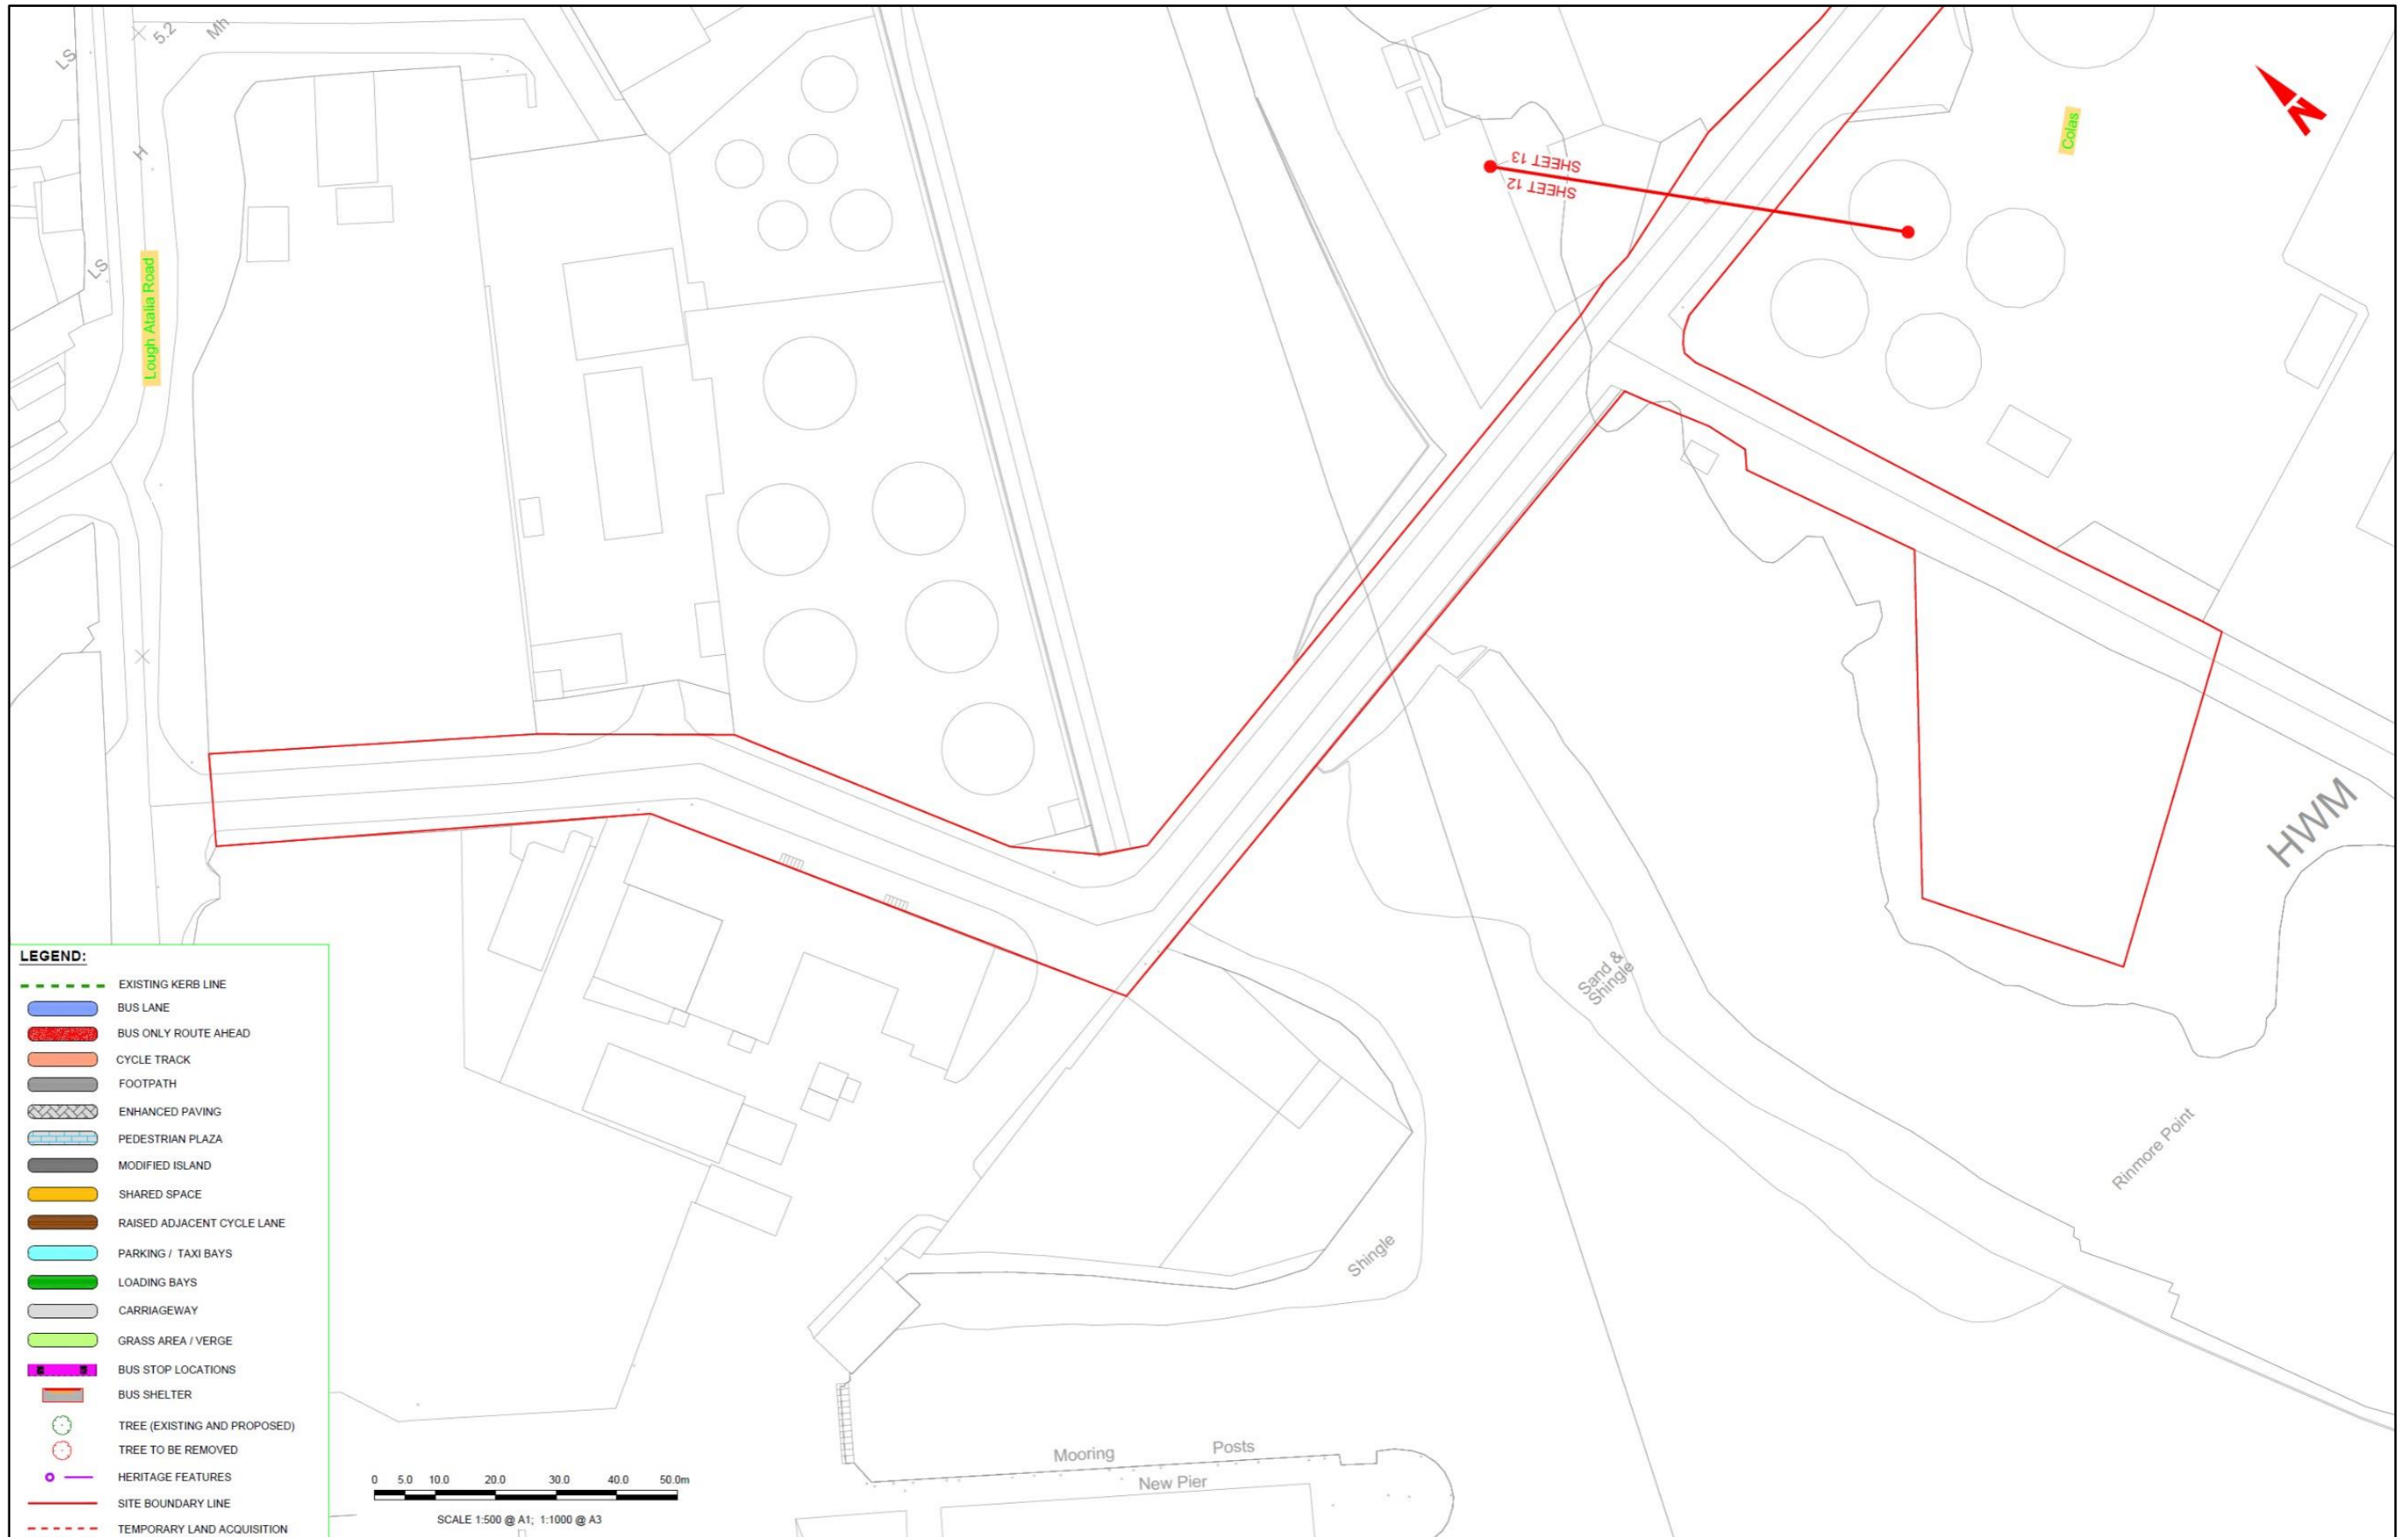 LS
5.2
Mh
H
LS
Lough Atalia Road
SHEET 13
SHEET 12
N
Colas
HWM
Sand &
Shingle
Rinmore Point
Shingle
Mooring Posts
New Pier
LEGEND:
EXISTING KERB LINE
BUS LANE
BUS ONLY ROUTE AHEAD
CYCLE TRACK
FOOTPATH
ENHANCED PAVING
PEDESTRIAN PLAZA
MODIFIED ISLAND
SHARED SPACE
RAISED ADJACENT CYCLE LANE
PARKING / TAXI BAYS
LOADING BAYS
CARRIAGEWAY
GRASS AREA / VERGE
BUS STOP LOCATIONS
BUS SHELTER
TREE (EXISTING AND PROPOSED)
TREE TO BE REMOVED
HERITAGE FEATURES
SITE BOUNDARY LINE
TEMPORARY LAND ACQUISITION
0 5.0 10.0 20.0 30.0 40.0 50.0m
SCALE 1:500 @ A1; 1:1000 @ A3